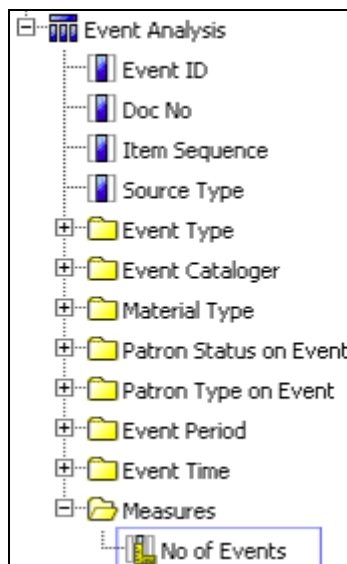 Event Analysis
Event ID
Doc No
Item Sequence
Source Type
Event Type
Event Cataloger
Material Type
Patron Status on Event
Patron Type on Event
Event Period
Event Time
Measures
No of Events